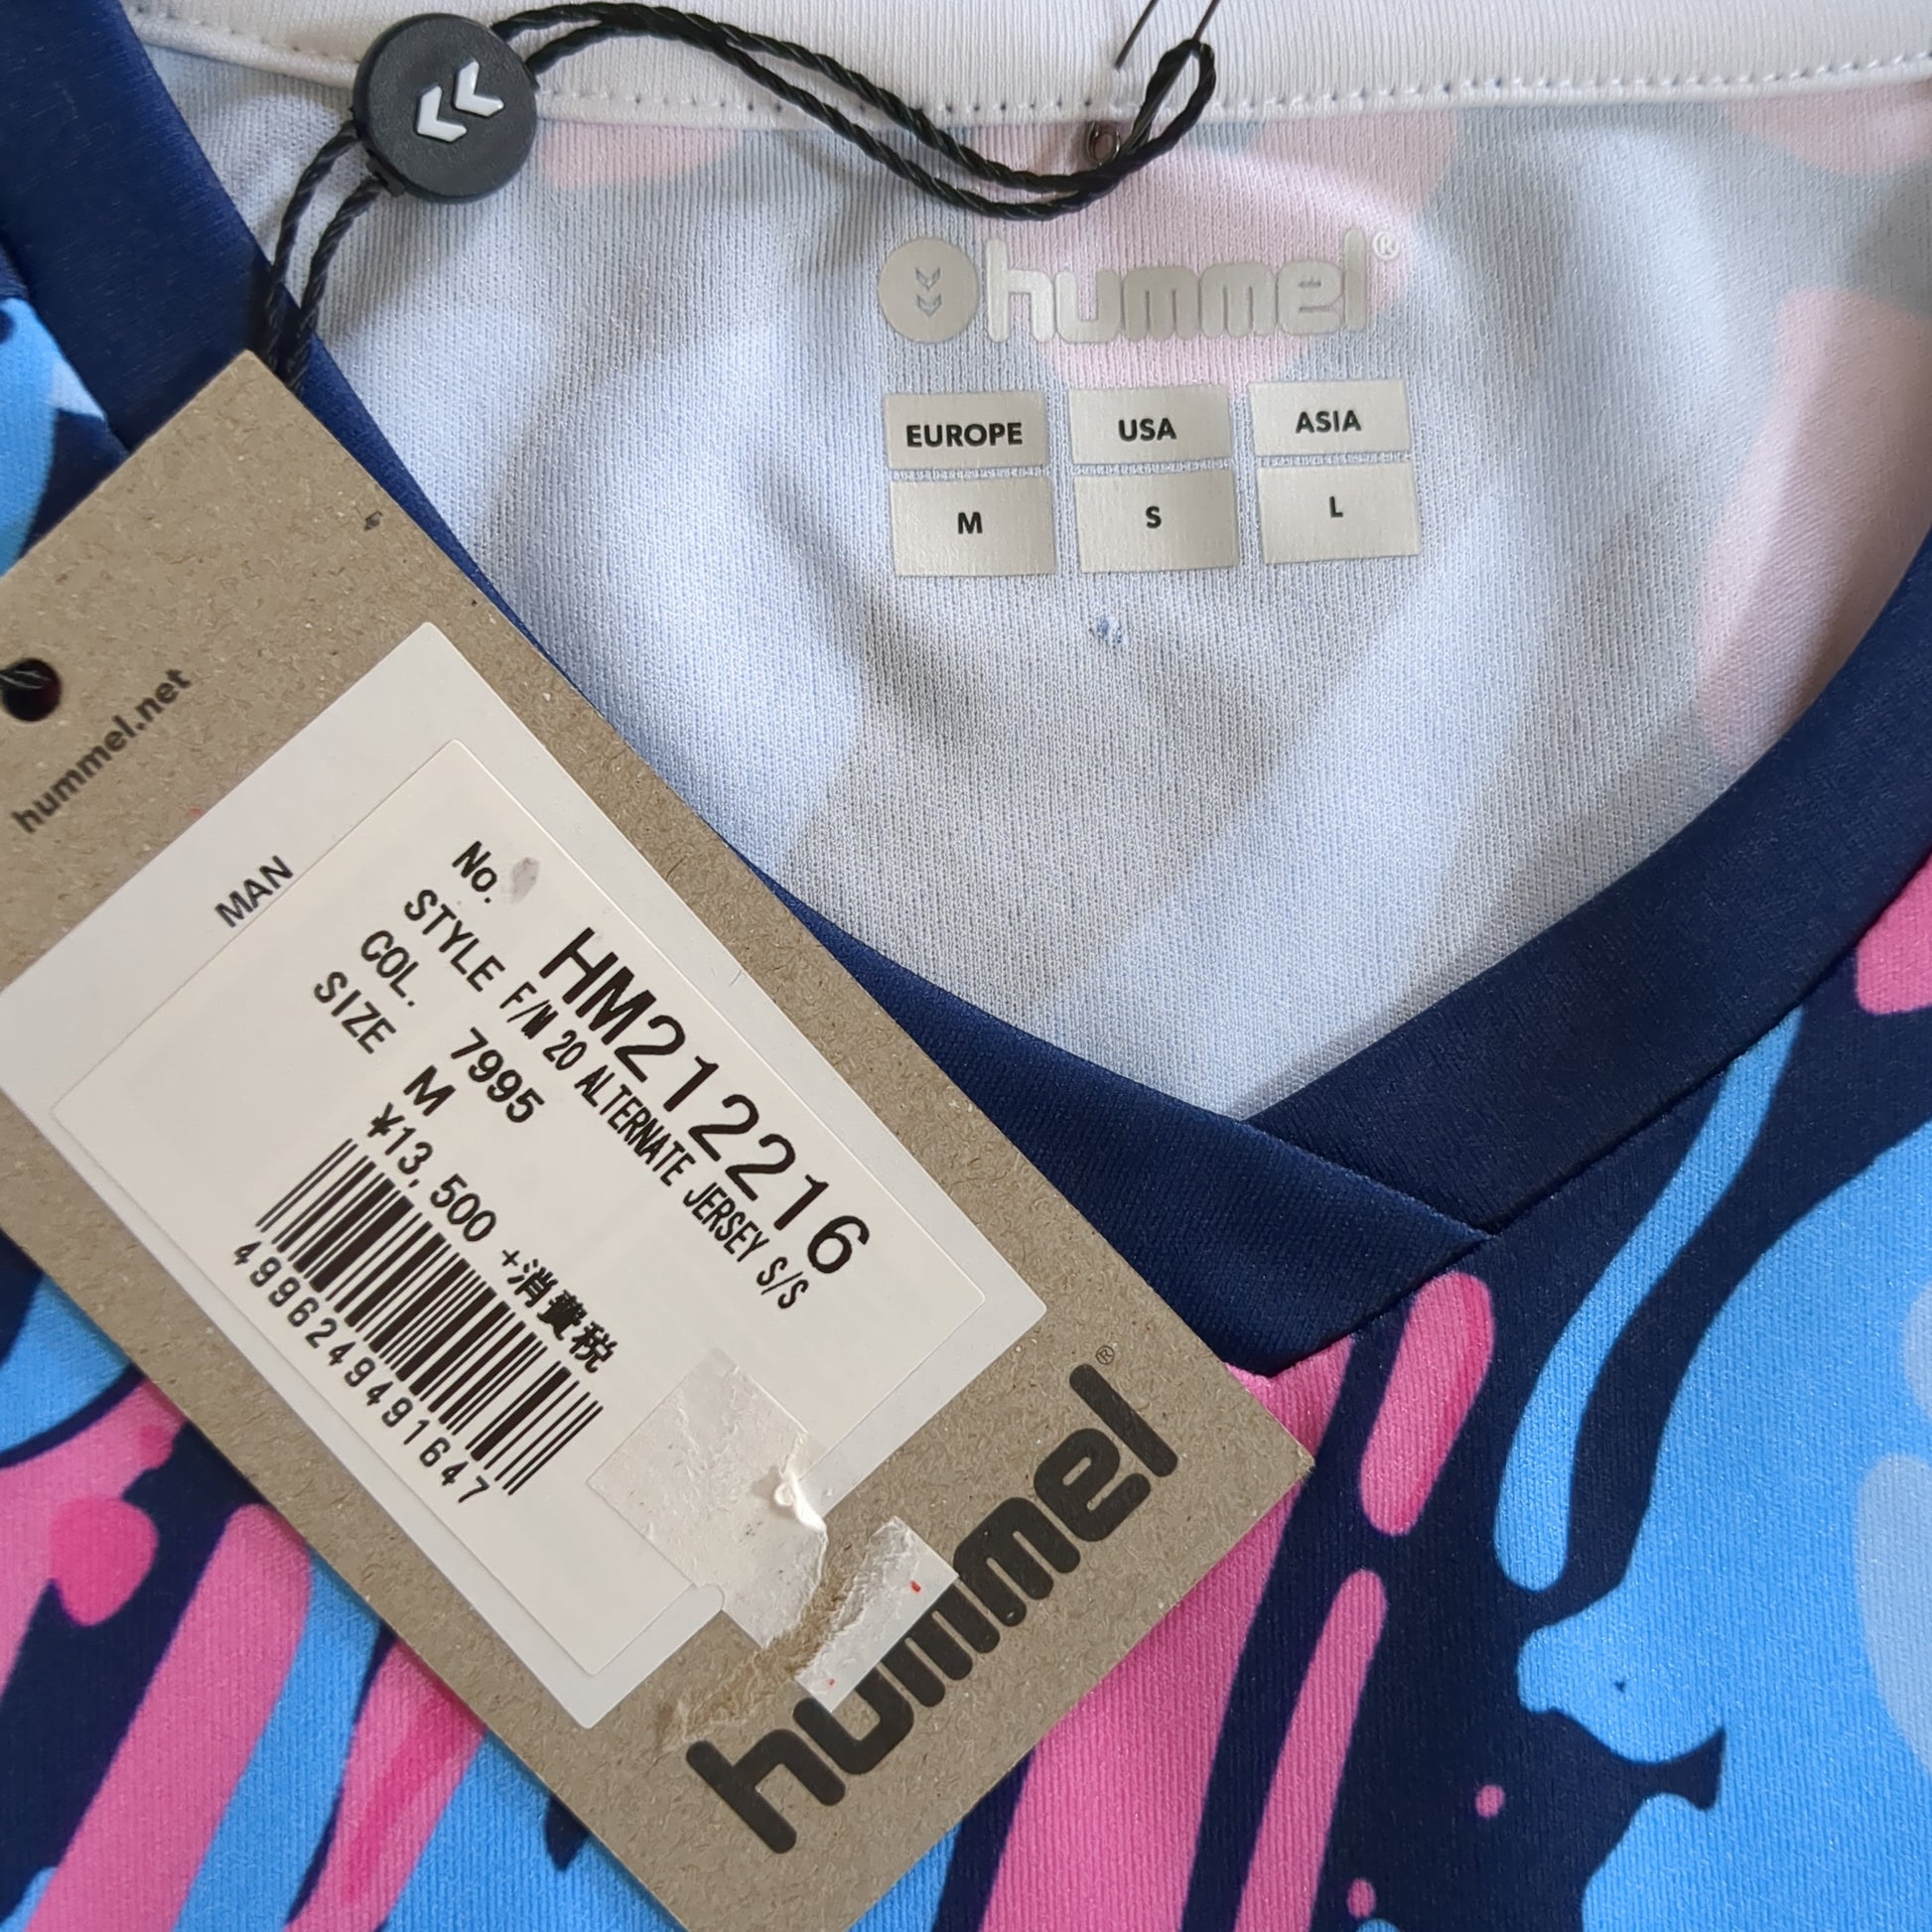 hummel®
EUROPE USA ASIA
M S L
hummel.net
MAN
No. HM212216
STYLE F/M 20 ALTERNATE JERSEY S/S
COL. 7995
SIZE M
¥13,500 +消費税
4996249491647
hummel®